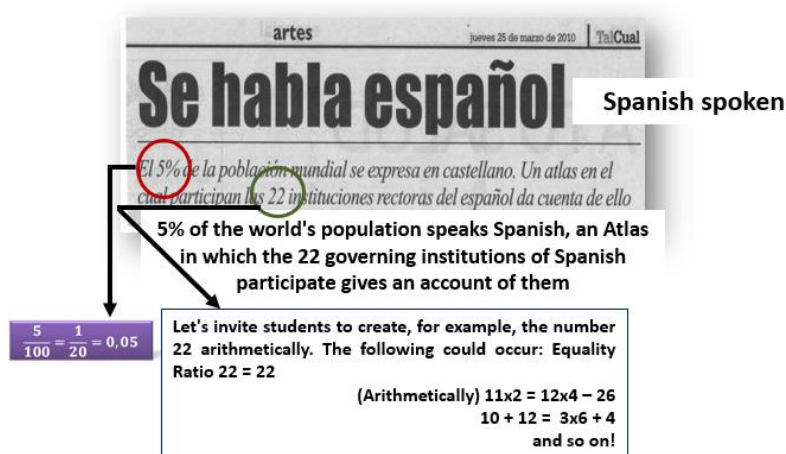 artes
jueves 25 de marzo de 2010
TalCual
Se habla español
Spanish spoken
El 5% de la población mundial se expresa en castellano. Un atlas en el
cual participan las 22 instituciones rectoras del español da cuenta de ello
5% of the world's population speaks Spanish, an Atlas
in which the 22 governing institutions of Spanish
participate gives an account of them
5/100 = 1/20 = 0,05
Let's invite students to create, for example, the number
22 arithmetically. The following could occur: Equality
Ratio 22 = 22
(Arithmetically) 11x2 = 12x4 – 26
10 + 12 = 3x6 + 4
and so on!